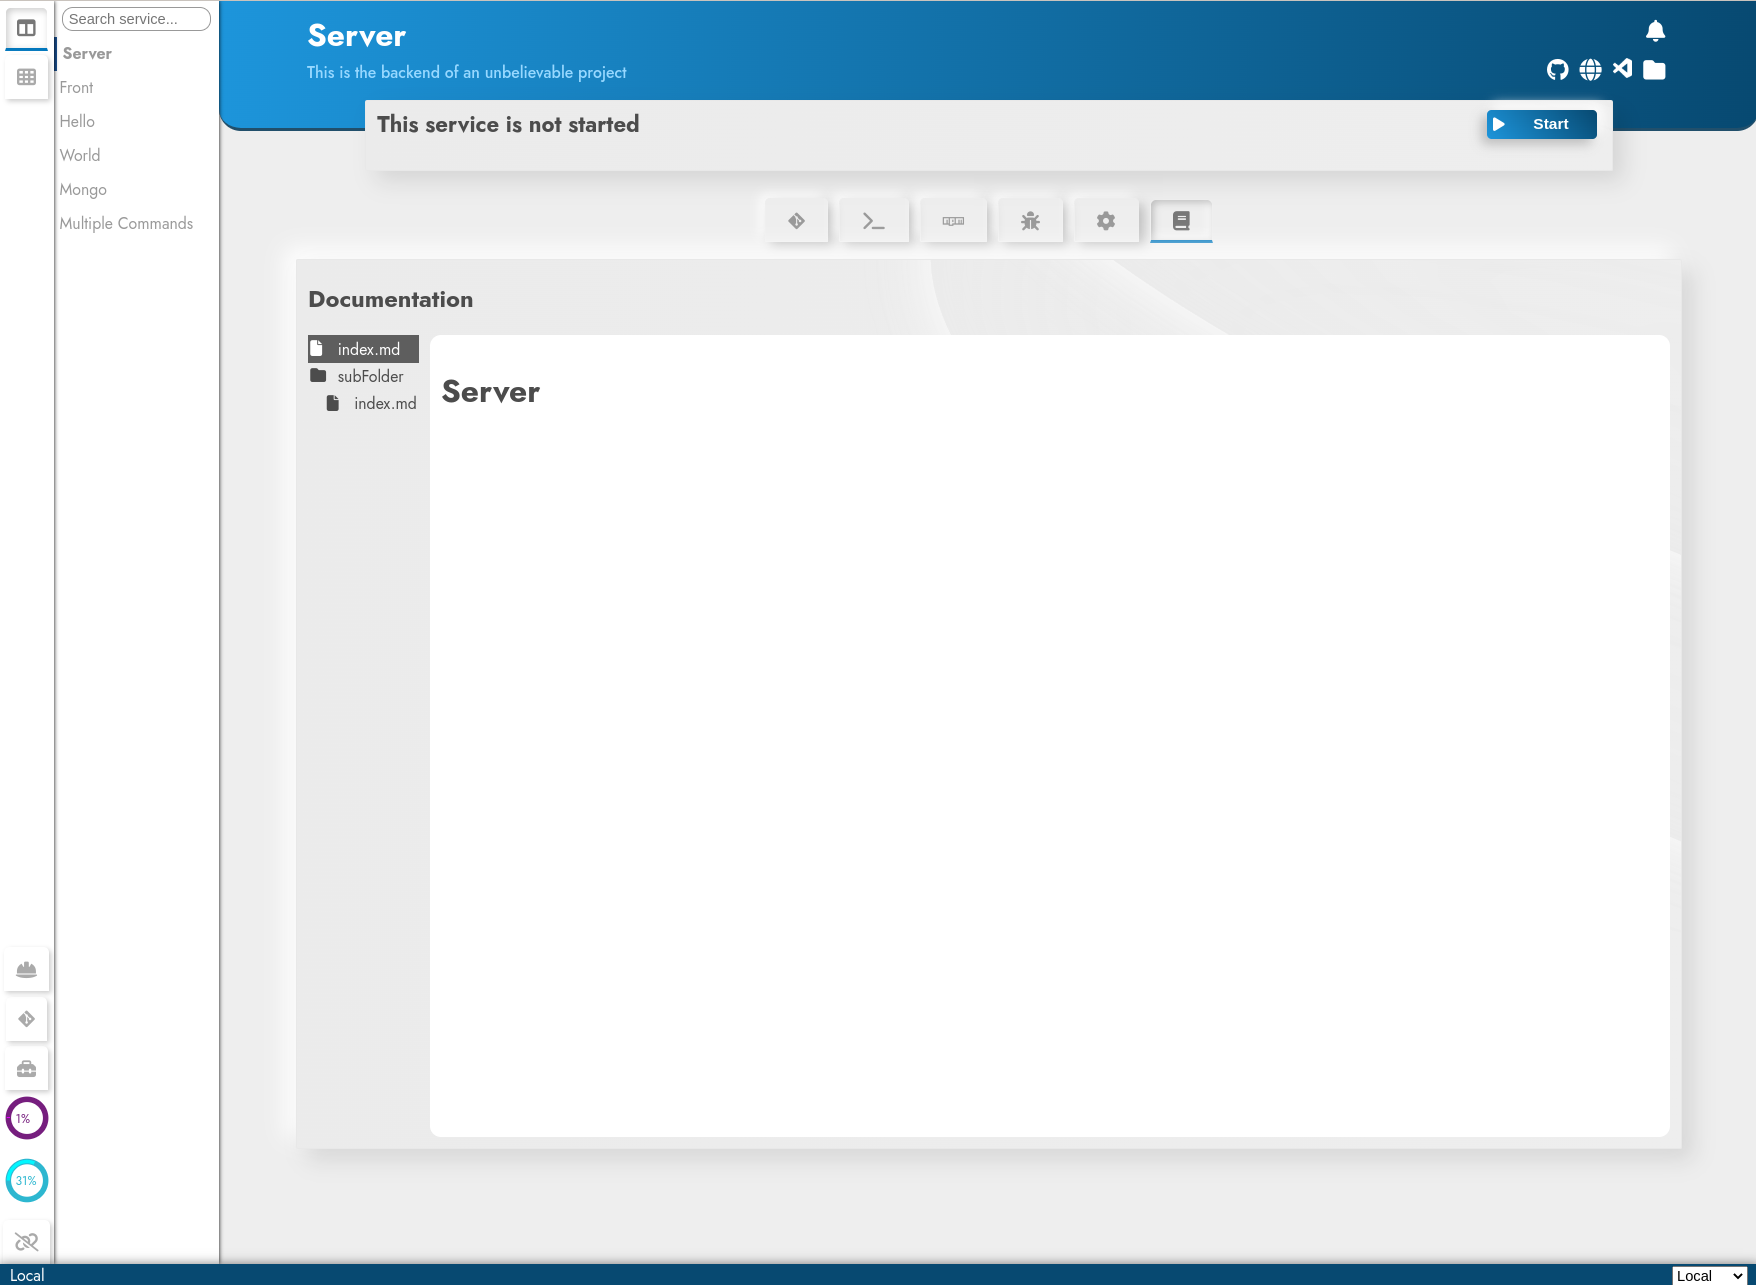 Search service...
Server
Front
Hello
World
Mongo
Multiple Commands
1%
31%
Server
This is the backend of an unbelievable project
This service is not started
Start
Documentation
index.md
subFolder
index.md
Server
Local
Local